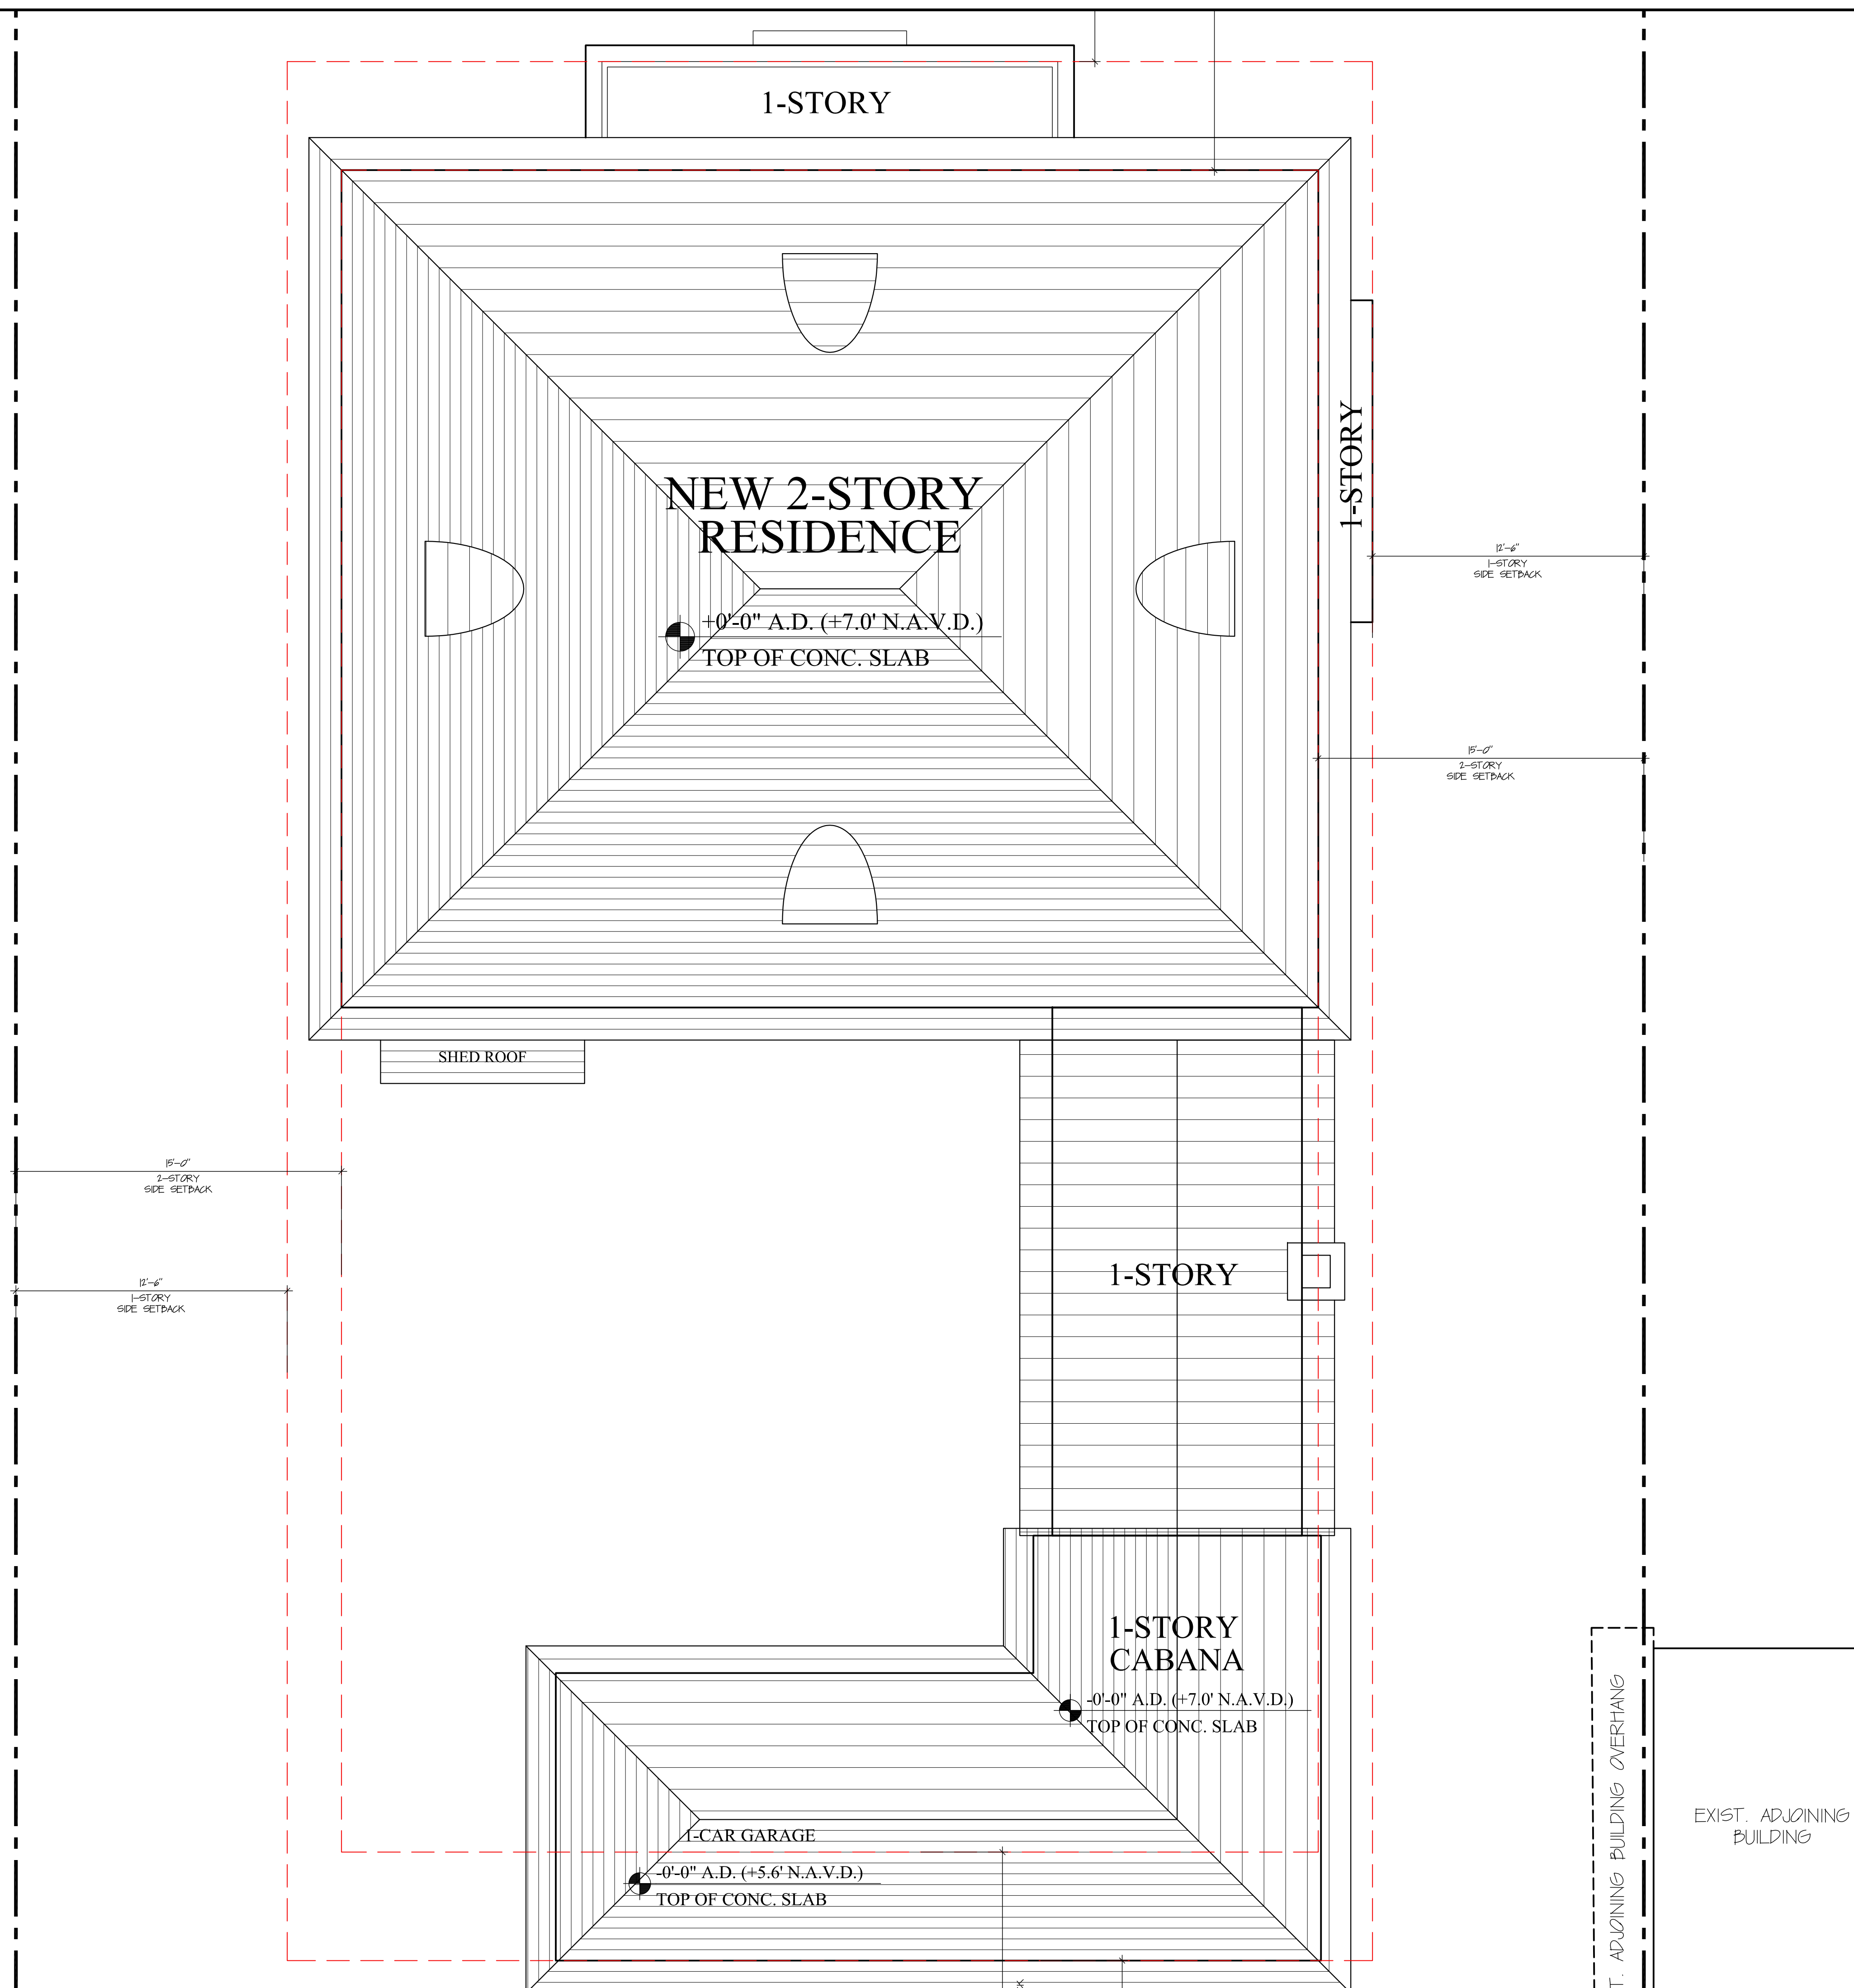 1-STORY
NEW 2-STORY
RESIDENCE
1-STORY
12'-6"
1-STORY
SIDE SETBACK
+0'-0" A.D. (+7.0' N.A.V.D.)
TOP OF CONC. SLAB
15'-0"
2-STORY
SIDE SETBACK
SHED ROOF
15'-0"
2-STORY
SIDE SETBACK
12'-6"
1-STORY
SIDE SETBACK
1-STORY
1-STORY
CABANA
-0'-0" A.D. (+7.0' N.A.V.D.)
TOP OF CONC. SLAB
1-CAR GARAGE
-0'-0" A.D. (+5.6' N.A.V.D.)
TOP OF CONC. SLAB
ADJOINING BUILDING OVERHANG
EXIST. ADJOINING
BUILDING